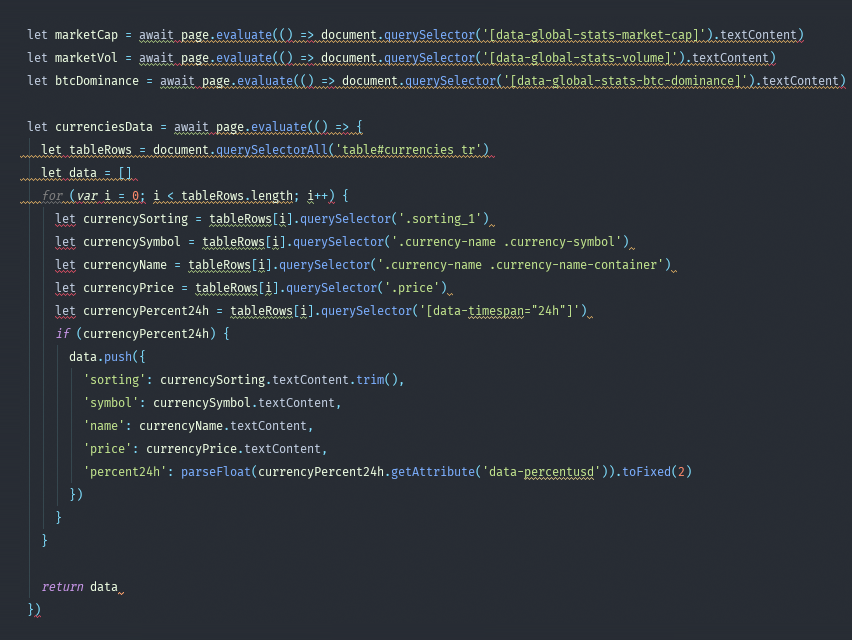 let marketCap = await page.evaluate(() => document.querySelector('[data-global-stats-market-cap]').textContent)
let marketVol = await page.evaluate(() => document.querySelector('[data-global-stats-volume]').textContent)
let btcDominance = await page.evaluate(() => document.querySelector('[data-global-stats-btc-dominance]').textContent)

let currenciesData = await page.evaluate(() => {
  let tableRows = document.querySelectorAll('table#currencies tr')
  let data = []
  for (var i = 0; i < tableRows.length; i++) {
    let currencySorting = tableRows[i].querySelector('.sorting_1')
    let currencySymbol = tableRows[i].querySelector('.currency-name .currency-symbol')
    let currencyName = tableRows[i].querySelector('.currency-name .currency-name-container')
    let currencyPrice = tableRows[i].querySelector('.price')
    let currencyPercent24h = tableRows[i].querySelector('[data-timespan="24h"]')
    if (currencyPercent24h) {
      data.push({
        'sorting': currencySorting.textContent.trim(),
        'symbol': currencySymbol.textContent,
        'name': currencyName.textContent,
        'price': currencyPrice.textContent,
        'percent24h': parseFloat(currencyPercent24h.getAttribute('data-percentusd')).toFixed(2)
      })
    }
  }

  return data
})